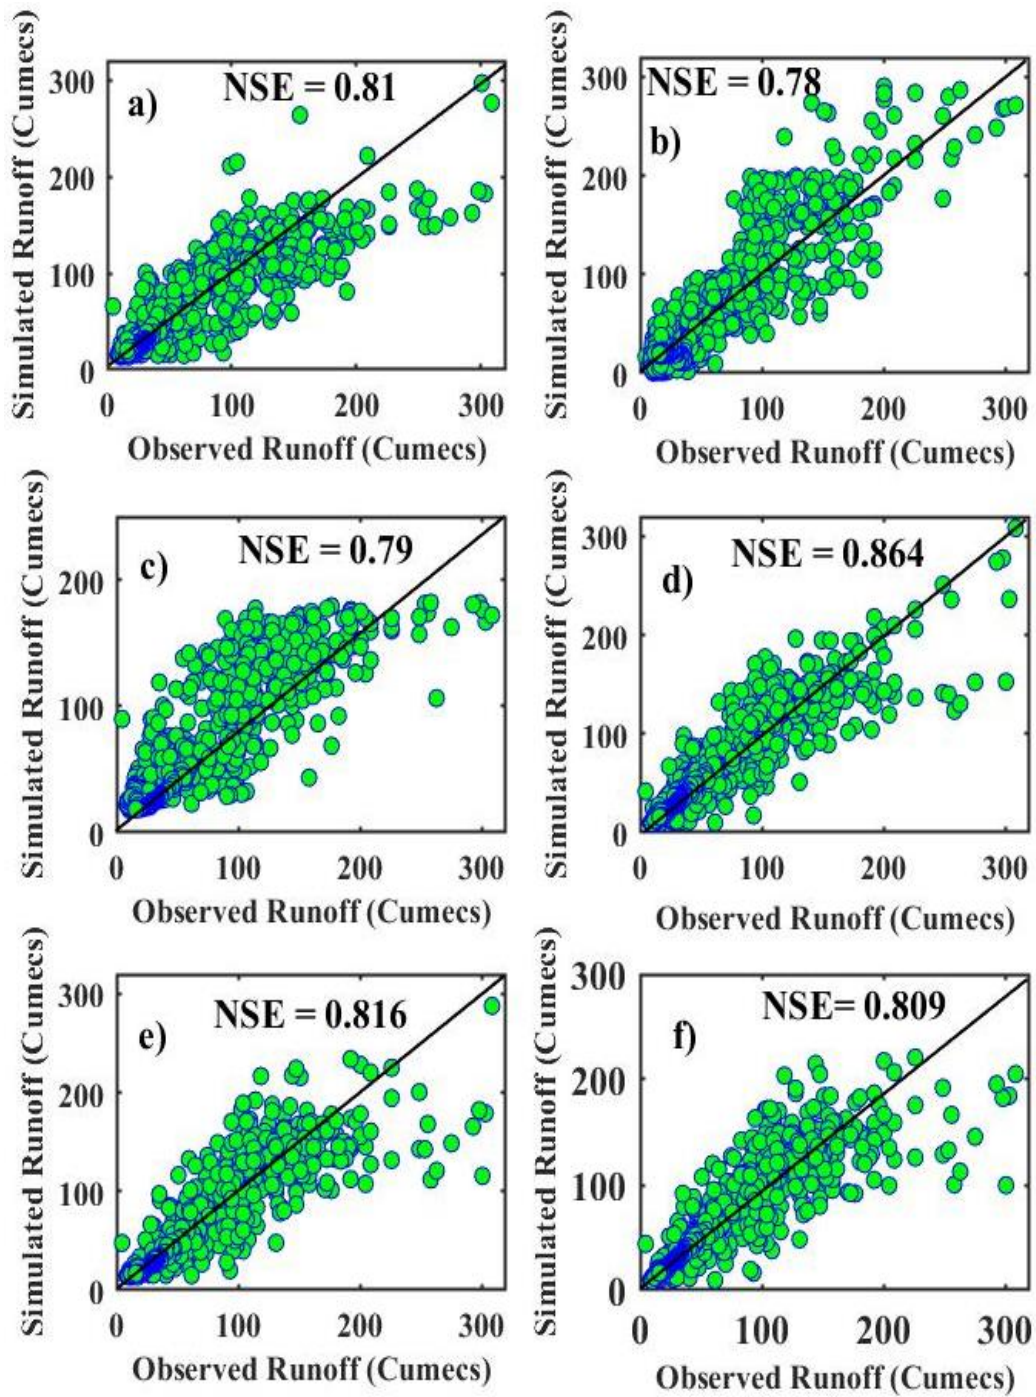 Simulated Runoff (Cumecs)
300
200
100
0
a)
NSE = 0.81
0 100 200 300
Observed Runoff (Cumecs)
Simulated Runoff (Cumecs)
300
200
100
0
NSE = 0.78
b)
0 100 200 300
Observed Runoff (Cumecs)
Simulated Runoff (Cumecs)
200
100
0
c)
NSE = 0.79
0 100 200 300
Observed Runoff (Cumecs)
Simulated Runoff (Cumecs)
300
200
100
0
d)
NSE = 0.864
0 100 200 300
Observed Runoff (Cumecs)
Simulated Runoff (Cumecs)
300
200
100
0
e)
NSE = 0.816
0 100 200 300
Observed Runoff (Cumecs)
Simulated Runoff (Cumecs)
300
200
100
0
f)
NSE= 0.809
0 100 200 300
Observed Runoff (Cumecs)